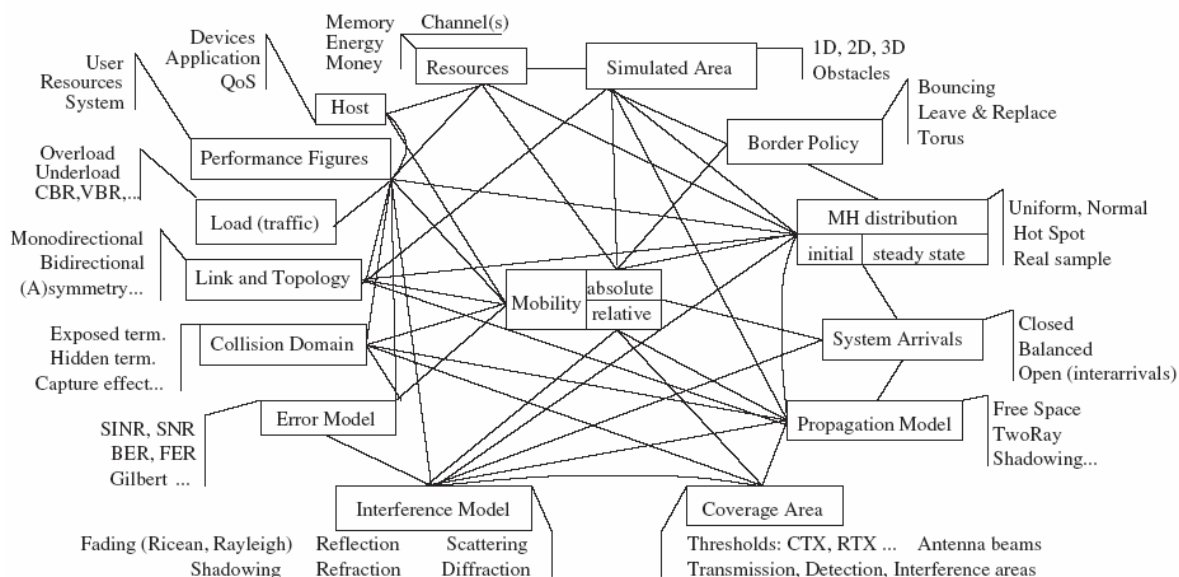 Memory
Energy
Money
Channel(s)
Resources
Simulated Area
1D, 2D, 3D
Obstacles
Devices
Application
QoS
Host
User
Resources
System
Performance Figures
Bouncing
Leave & Replace
Torus
Border Policy
Overload
Underload
CBR,VBR,...
Load (traffic)
MH distribution
initial
steady state
Uniform, Normal
Hot Spot
Real sample
Monodirectional
Bidirectional
(A)symmetry...
Link and Topology
Mobility
absolute
relative
Exposed term.
Hidden term.
Capture effect...
Collision Domain
System Arrivals
Closed
Balanced
Open (interarrivals)
Error Model
SINR, SNR
BER, FER
Gilbert ...
Propagation Model
Free Space
TwoRay
Shadowing...
Interference Model
Fading (Ricean, Rayleigh) Reflection Scattering
Shadowing Refraction Diffraction
Coverage Area
Thresholds: CTX, RTX ... Antenna beams
Transmission, Detection, Interference areas